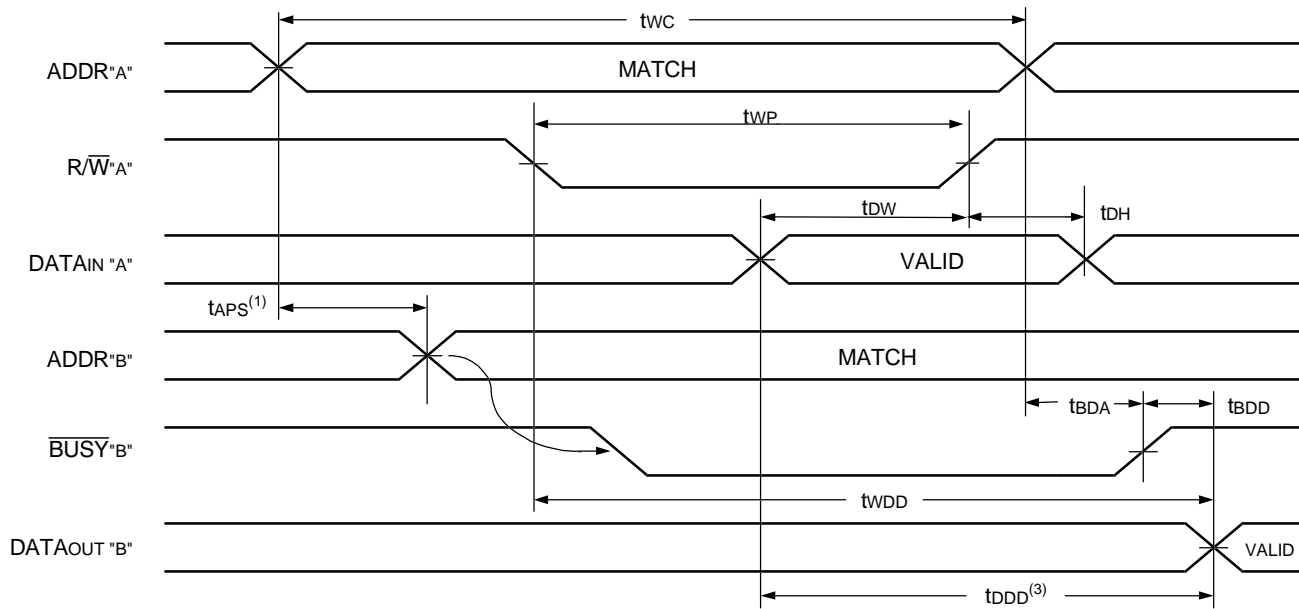 tWC
ADDR"A"
MATCH
tWP
R/W̅"A"
tDW
tDH
DATAIN "A"
VALID
tAPS(1)
ADDR"B"
MATCH
tBDA
tBDD
B̅U̅S̅Y̅"B"
tWDD
DATAOUT "B"
VALID
tDDD(3)